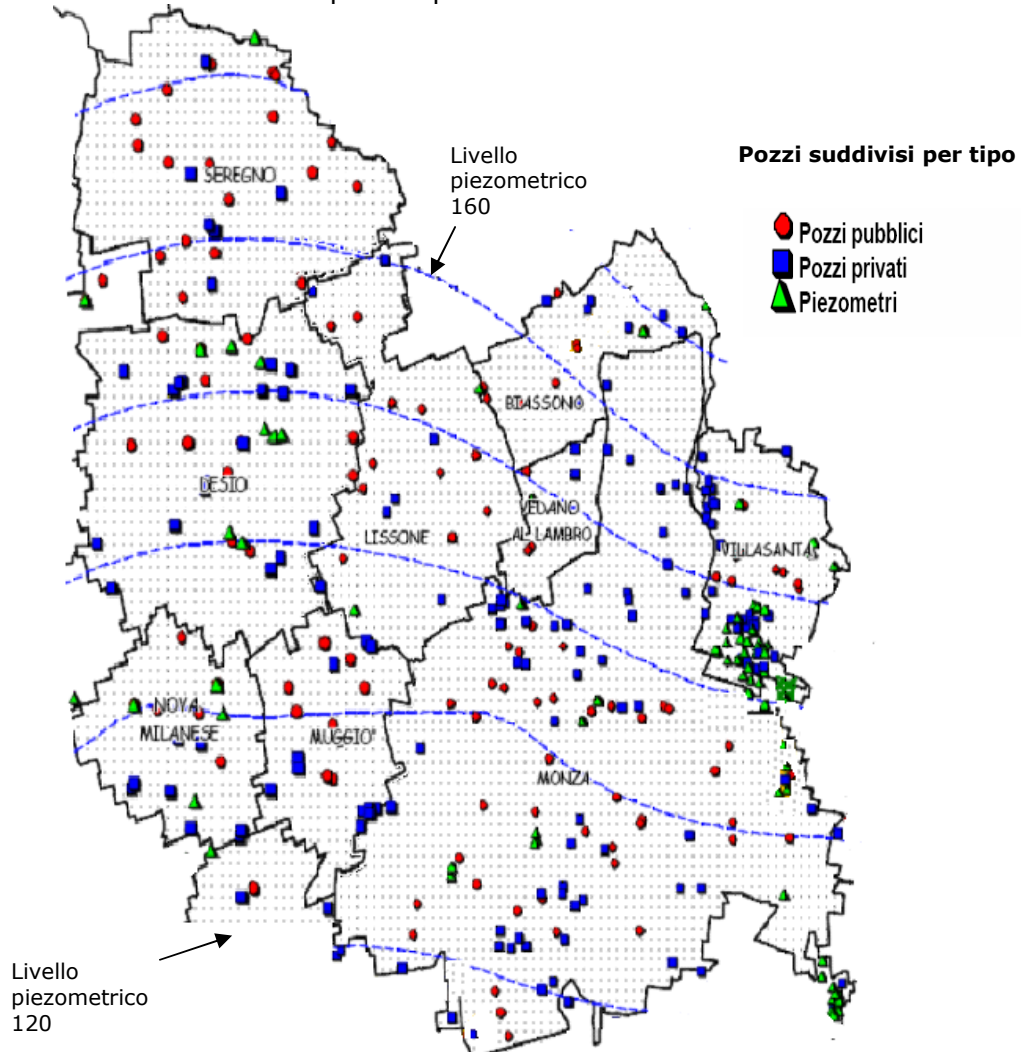 Livello
piezometrico
160
Pozzi suddivisi per tipo
Pozzi pubblici
Pozzi privati
Piezometri
SEREGNO
BIASSONO
DESIO
LISSONE
VEDANO
AL LAMBRO
VILLASANTA
NOVA
MILANESE
MUGGIO'
MONZA
Livello
piezometrico
120